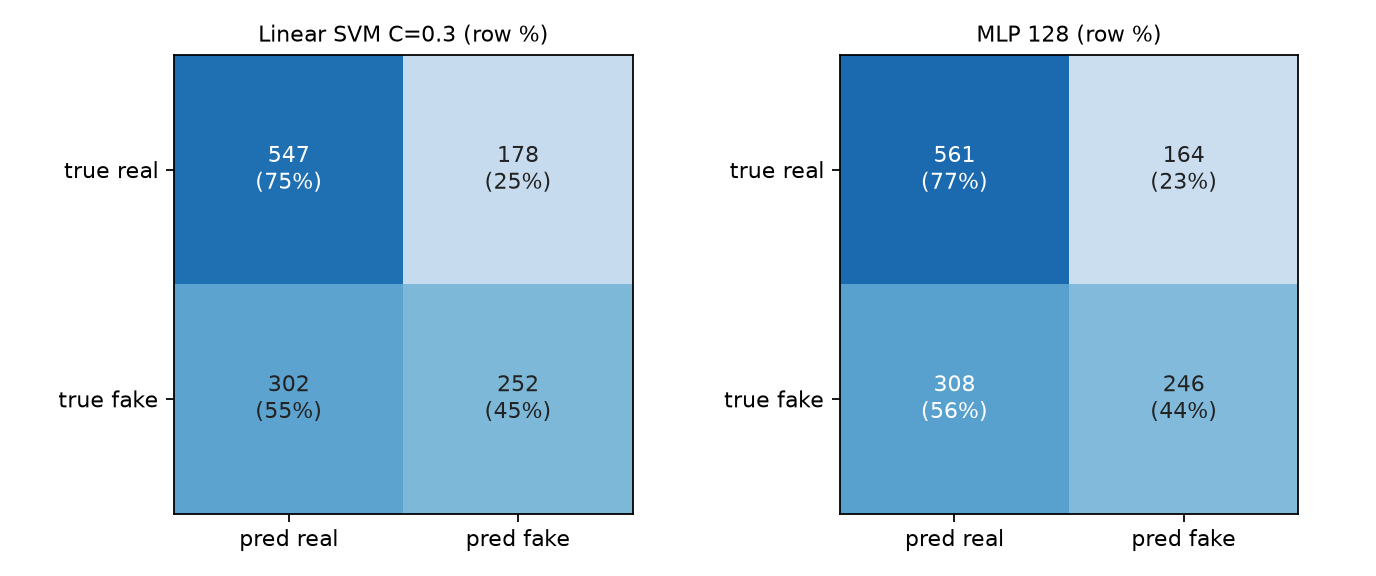 Linear SVM C=0.3 (row %)
true real
547
(75%)
178
(25%)
true fake
302
(55%)
252
(45%)
pred real
pred fake
MLP 128 (row %)
true real
561
(77%)
164
(23%)
true fake
308
(56%)
246
(44%)
pred real
pred fake